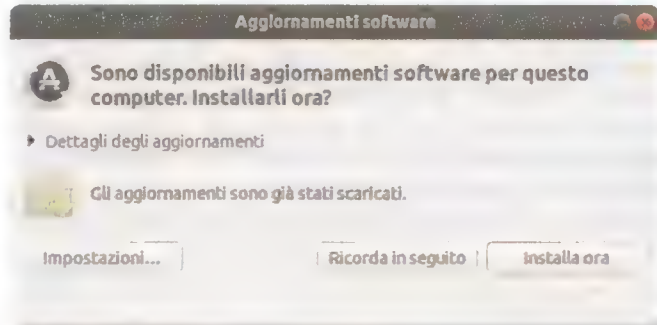 Aggiornamenti software
Sono disponibili aggiornamenti software per questo
computer. Installarli ora?
Dettagli degli aggiornamenti
Gli aggiornamenti sono già stati scaricati.
Impostazioni... Ricorda in seguito Installa ora